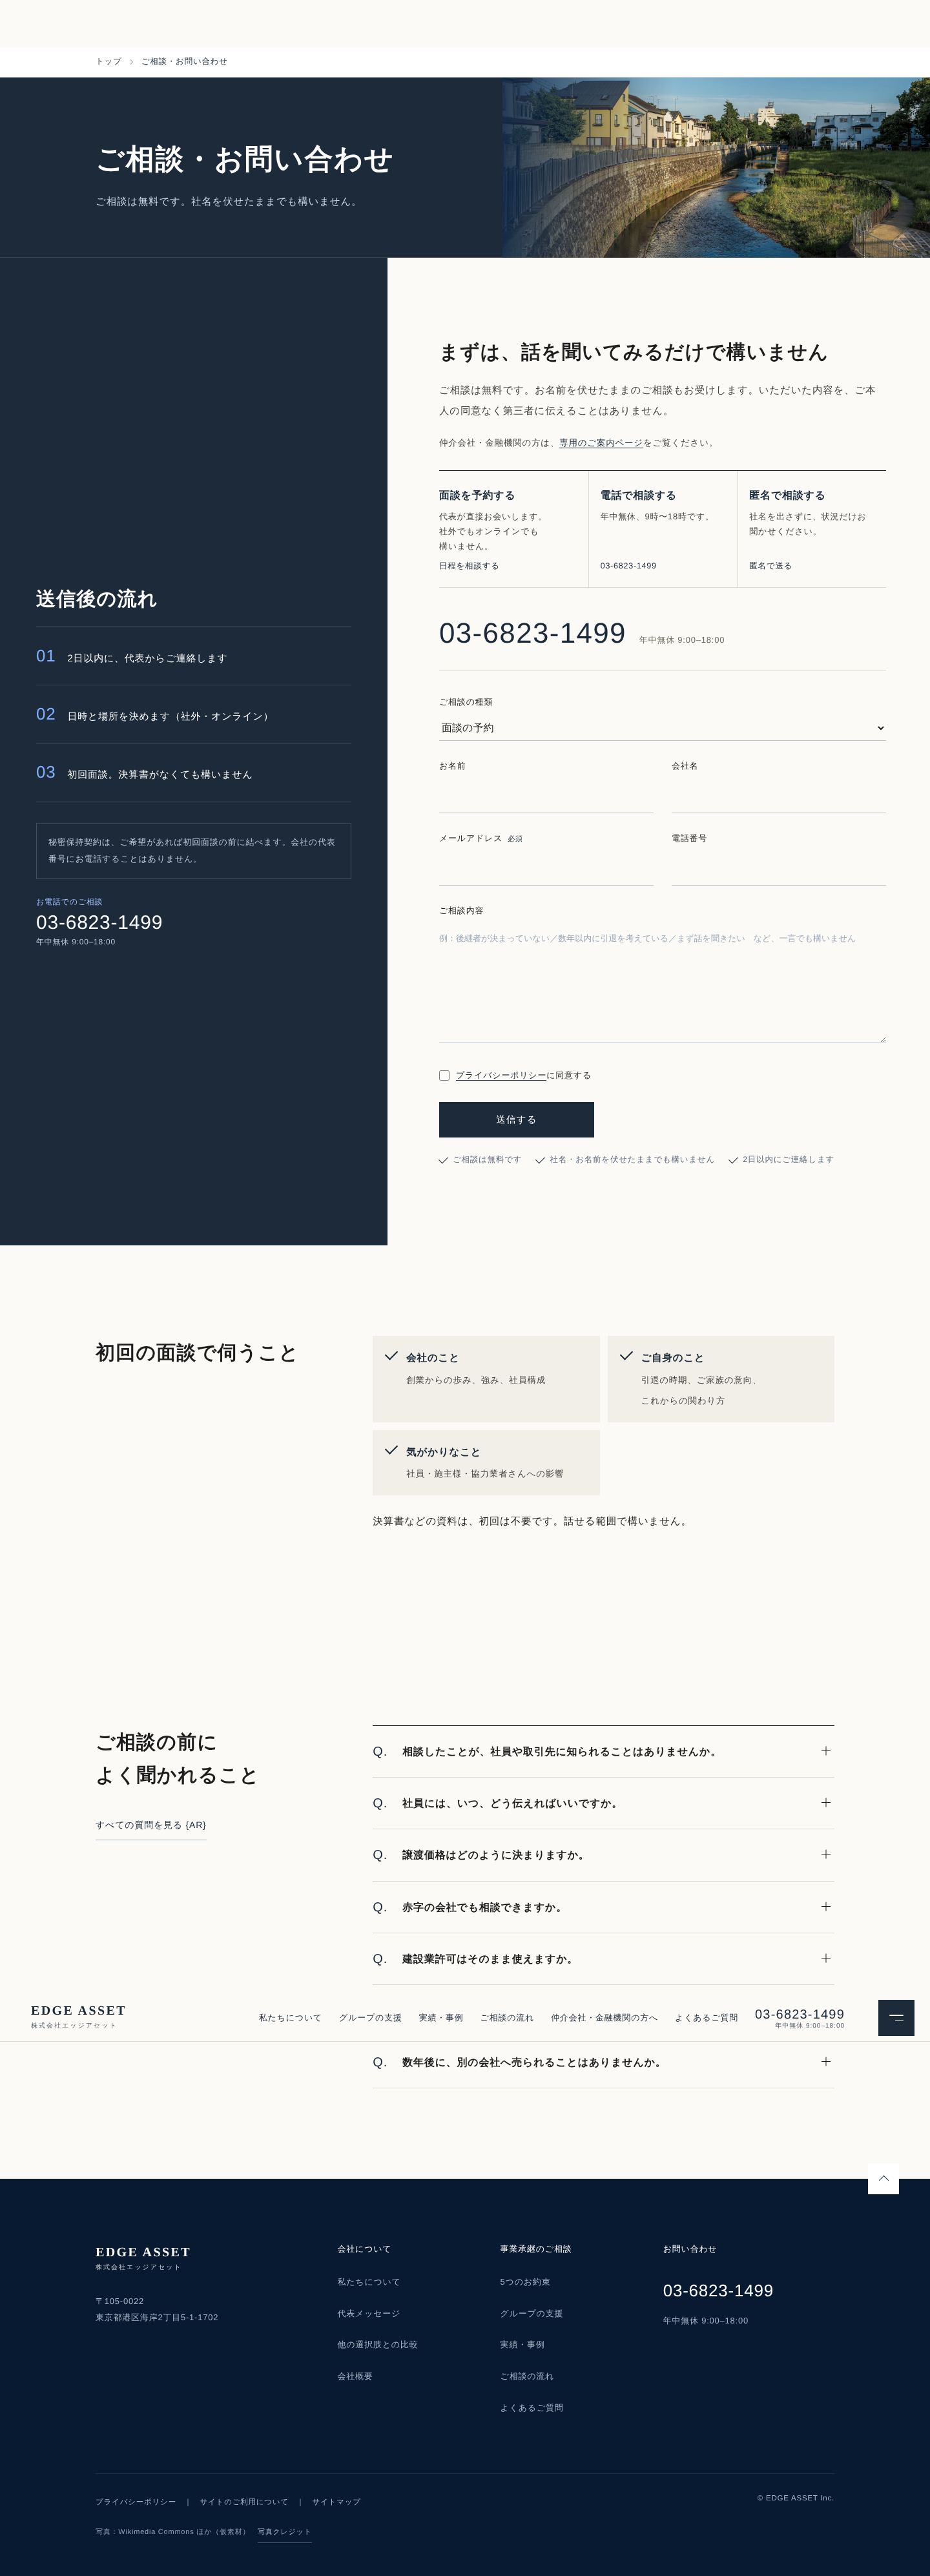 トップ ご相談・お問い合わせ
ご相談・お問い合わせ
ご相談は無料です。社名を伏せたままでも構いません。
送信後の流れ
01 2日以内に、代表からご連絡します
02 日時と場所を決めます（社外・オンライン）
03 初回面談。決算書がなくても構いません
秘密保持契約は、ご希望があれば初回面談の前に結べます。会社の代表
番号にお電話することはありません。
お電話でのご相談
03-6823-1499
年中無休 9:00–18:00
まずは、話を聞いてみるだけで構いません
ご相談は無料です。お名前を伏せたままのご相談もお受けします。いただいた内容を、ご本
人の同意なく第三者に伝えることはありません。
仲介会社・金融機関の方は、専用のご案内ページをご覧ください。
面談を予約する
代表が直接お会いします。
社外でもオンラインでも
構いません。
日程を相談する
電話で相談する
年中無休、9時〜18時です。
03-6823-1499
匿名で相談する
社名を出さずに、状況だけお
聞かせください。
匿名で送る
03-6823-1499 年中無休 9:00–18:00
ご相談の種類
面談の予約
お名前 会社名
メールアドレス 必須 電話番号
ご相談内容
例：後継者が決まっていない／数年以内に引退を考えている／まず話を聞きたい　など、一言でも構いません
プライバシーポリシーに同意する
送信する
ご相談は無料です 社名・お名前を伏せたままでも構いません 2日以内にご連絡します
初回の面談で伺うこと
会社のこと
創業からの歩み、強み、社員構成
ご自身のこと
引退の時期、ご家族の意向、
これからの関わり方
気がかりなこと
社員・施主様・協力業者さんへの影響
決算書などの資料は、初回は不要です。話せる範囲で構いません。
ご相談の前に
よく聞かれること
すべての質問を見る {AR}
Q. 相談したことが、社員や取引先に知られることはありませんか。
Q. 社員には、いつ、どう伝えればいいですか。
Q. 譲渡価格はどのように決まりますか。
Q. 赤字の会社でも相談できますか。
Q. 建設業許可はそのまま使えますか。
EDGE ASSET
株式会社エッジアセット
私たちについて グループの支援 実績・事例 ご相談の流れ 仲介会社・金融機関の方へ よくあるご質問
03-6823-1499
年中無休 9:00–18:00
Q. 数年後に、別の会社へ売られることはありませんか。
EDGE ASSET
株式会社エッジアセット
〒105-0022
東京都港区海岸2丁目5-1-1702
会社について
私たちについて
代表メッセージ
他の選択肢との比較
会社概要
事業承継のご相談
5つのお約束
グループの支援
実績・事例
ご相談の流れ
よくあるご質問
お問い合わせ
03-6823-1499
年中無休 9:00–18:00
プライバシーポリシー ｜ サイトのご利用について ｜ サイトマップ
© EDGE ASSET Inc.
写真：Wikimedia Commons ほか（仮素材） 写真クレジット